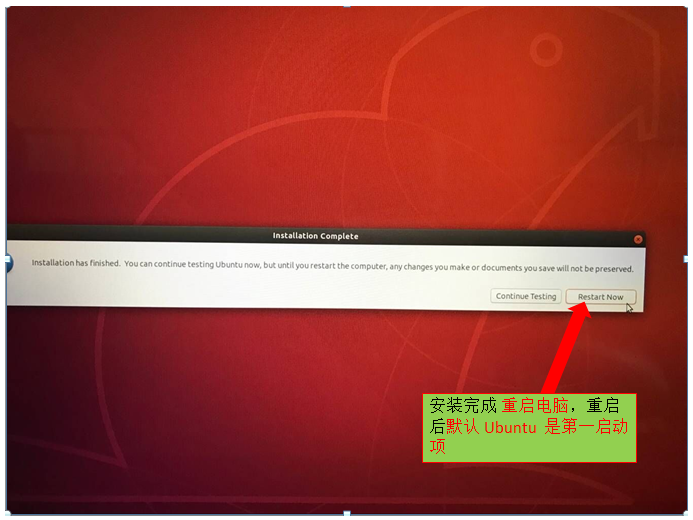 Installation Complete
Installation has finished. You can continue testing Ubuntu now, but until you restart the computer, any changes you make or documents you save will not be preserved.
Continue Testing
Restart Now
安装完成 重启电脑，重启
后默认 Ubuntu 是第一启动
项